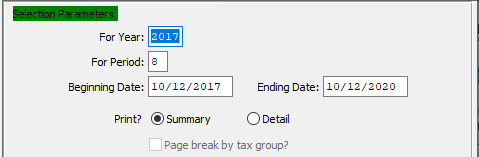 Selection Parameters
For Year: 2017
For Period: 8
Beginning Date: 10/12/2017 Ending Date: 10/12/2020
Print? Summary Detail
Page break by tax group?